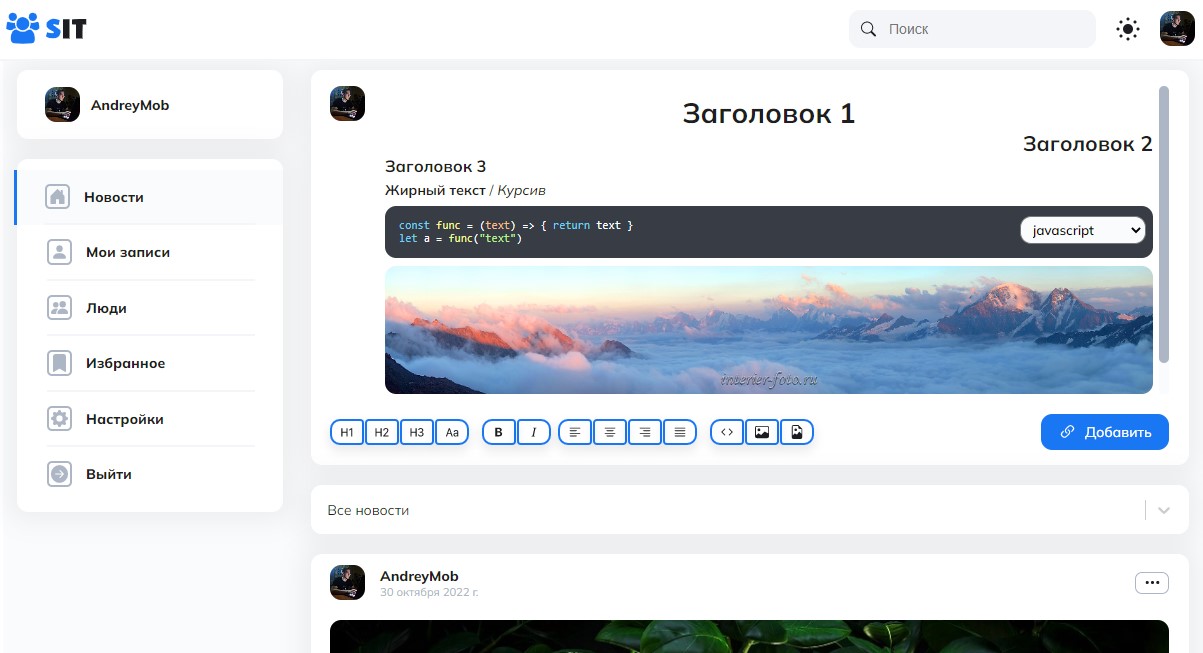 SIT
Поиск
AndreyMob
Новости
Мои записи
Люди
Избранное
Настройки
Выйти
Заголовок 1
Заголовок 2
Заголовок 3
Жирный текст / Курсив
const func = (text) => { return text }
let a = func("text")
javascript
interier-foto.ru
H1 H2 H3 Aa B I
Добавить
Все новости
AndreyMob
30 октября 2022 г.